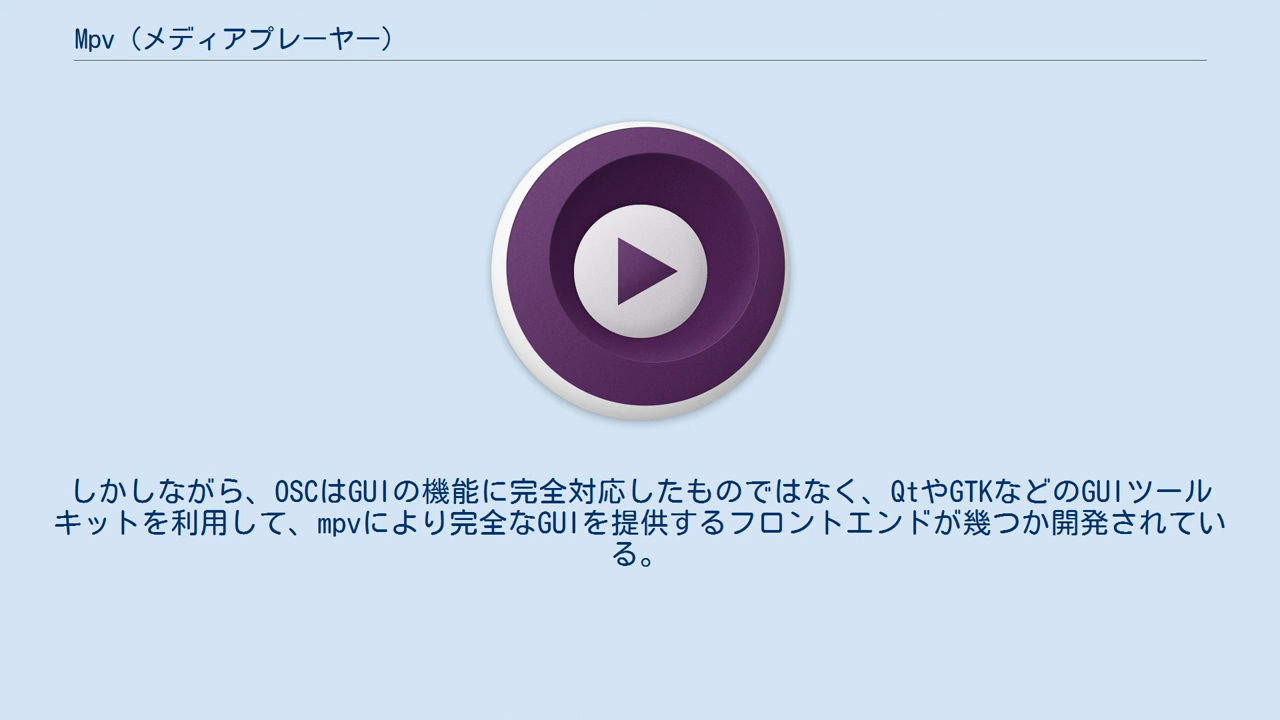 Mpv（メディアプレーヤー）
しかしながら、OSCはGUIの機能に完全対応したものではなく、QtやGTKなどのGUIツール
キットを利用して、mpvにより完全なGUIを提供するフロントエンドが幾つか開発されてい
る。